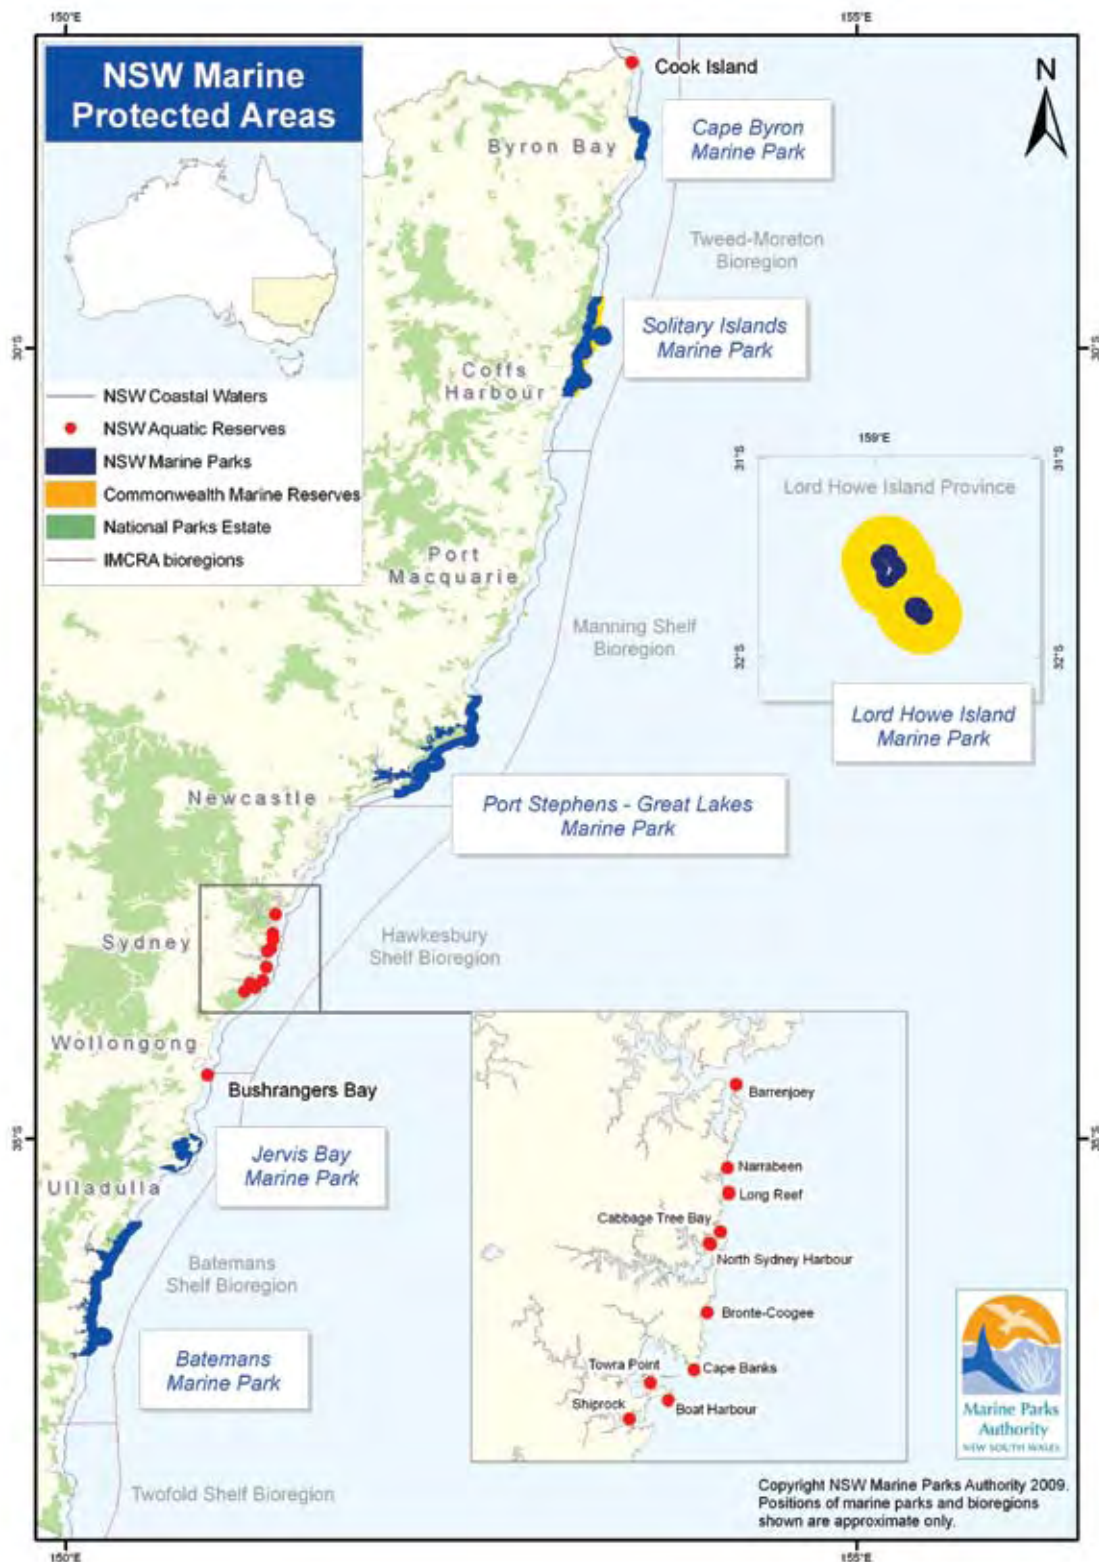 150°E
155°E
NSW Marine
Protected Areas
NSW Coastal Waters
NSW Aquatic Reserves
NSW Marine Parks
Commonwealth Marine Reserves
National Parks Estate
IMCRA bioregions
N
Cook Island
Byron Bay
Cape Byron
Marine Park
Tweed-Moreton
Bioregion
Solitary Islands
Marine Park
30°S
30°S
Coffs
Harbour
159°E
31°S
31°S
Lord Howe Island Province
32°S
32°S
Lord Howe Island
Marine Park
Port
Macquarie
Manning Shelf
Bioregion
Newcastle
Port Stephens - Great Lakes
Marine Park
Sydney
Hawkesbury
Shelf Bioregion
Wollongong
Bushrangers Bay
35°S
35°S
Jervis Bay
Marine Park
Ulladulla
Batemans
Shelf Bioregion
Batemans
Marine Park
Twofold Shelf Bioregion
Barrenjoey
Narrabeen
Long Reef
Cabbage Tree Bay
North Sydney Harbour
Bronte-Coogee
Towra Point
Cape Banks
Shiprock
Boat Harbour
Marine Parks
Authority
NEW SOUTH WALES
Copyright NSW Marine Parks Authority 2009.
Positions of marine parks and bioregions
shown are approximate only.
150°E
155°E